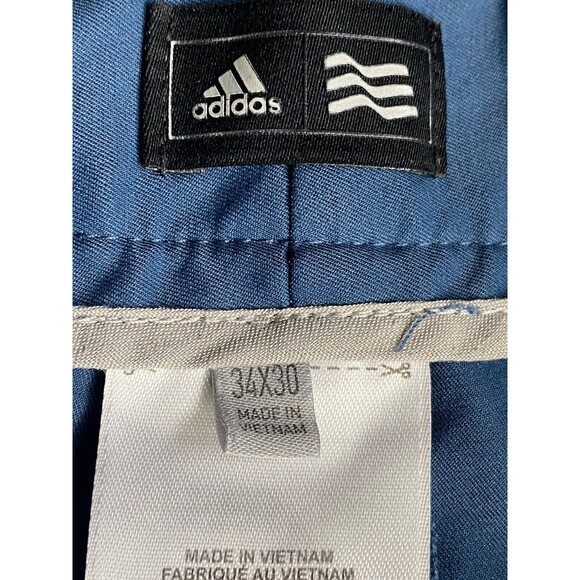 adidas
34X30
MADE IN
VIETNAM
MADE IN VIETNAM
FABRIQUÉ AU VIETNAM